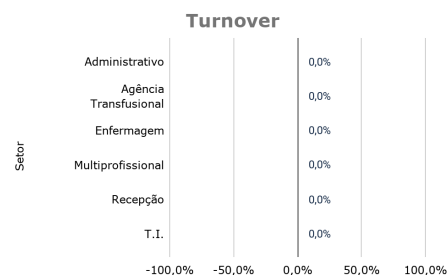 Turnover
Administrativo 0,0%
Agência
Transfusional 0,0%
Enfermagem 0,0%
Multiprofissional 0,0%
Recepção 0,0%
T.I. 0,0%
Setor
-100,0% -50,0% 0,0% 50,0% 100,0%